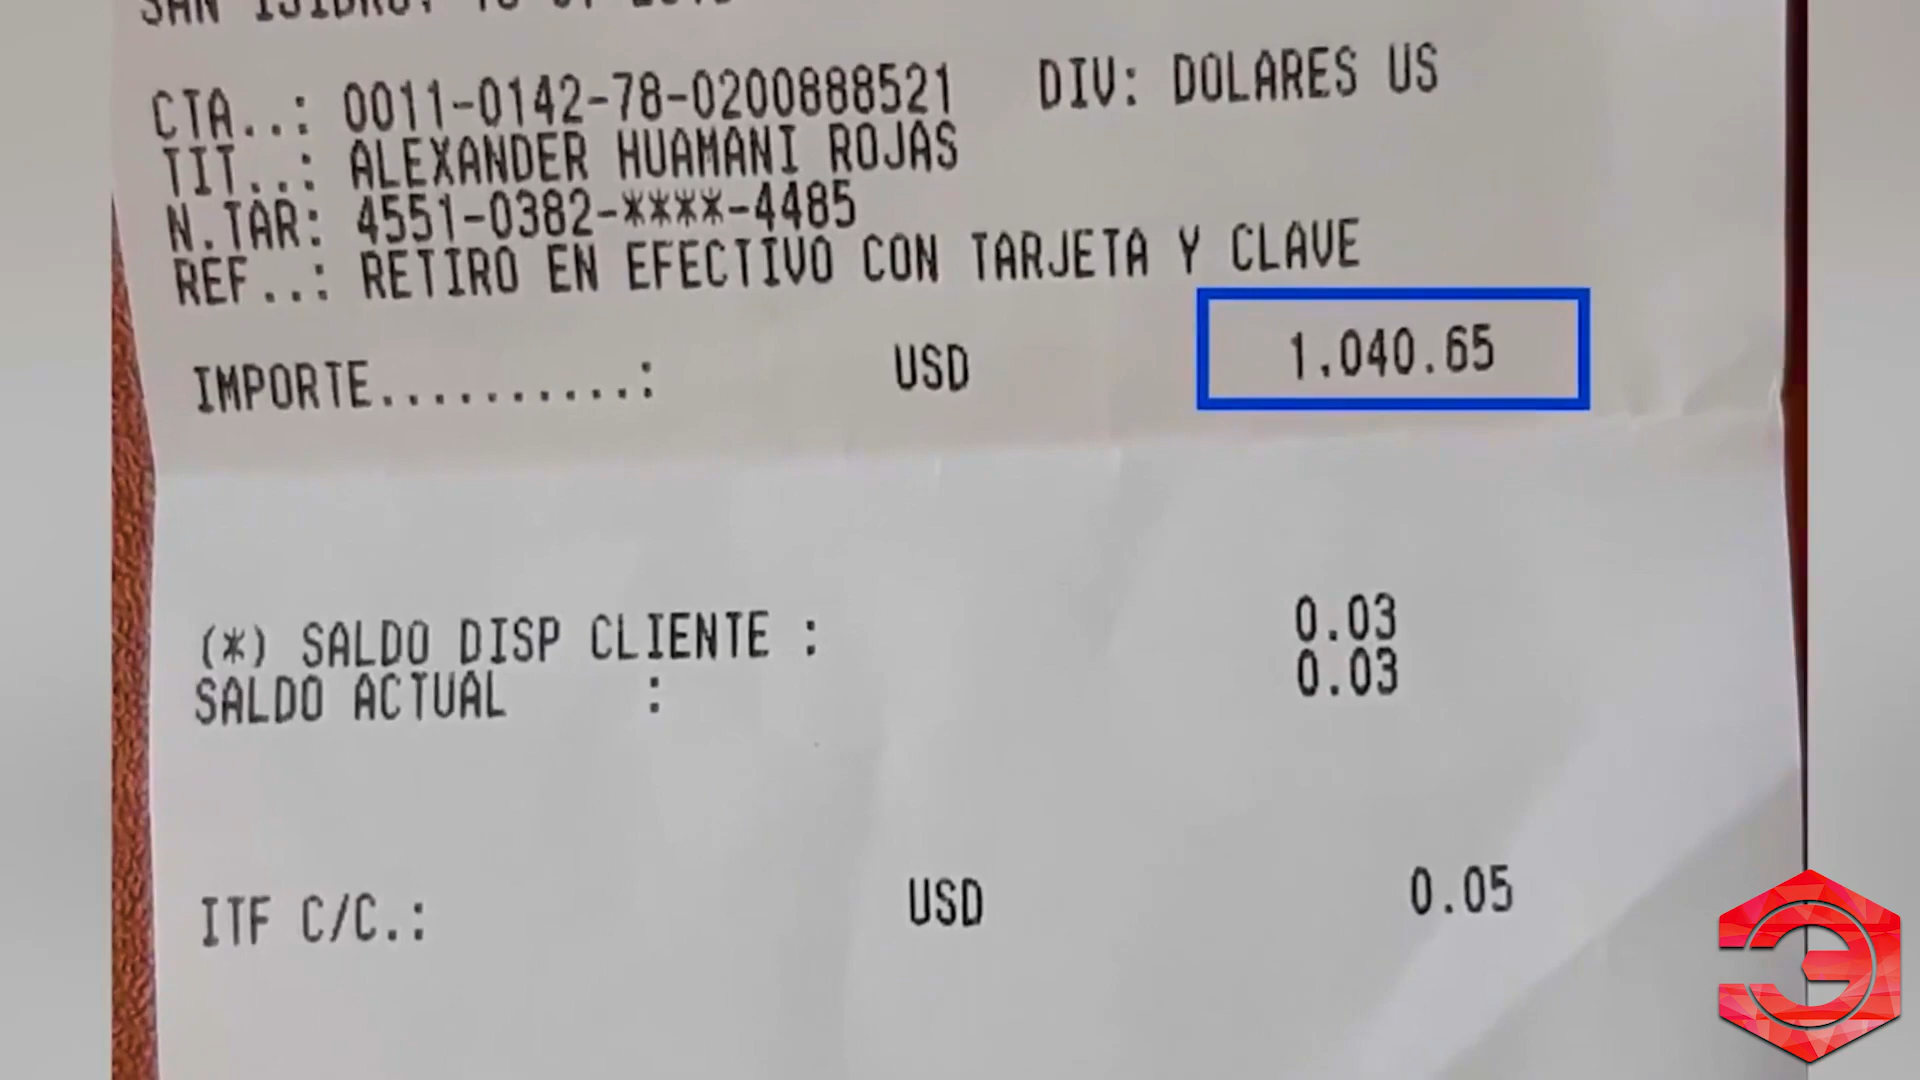 SAN ISIDRO,
CTA..: 0011-0142-78-0200888521 DIV: DOLARES US
TIT..: ALEXANDER HUAMANI ROJAS
N.TAR: 4551-0382-****-4485
REF..: RETIRO EN EFECTIVO CON TARJETA Y CLAVE
IMPORTE...........: USD 1,040.65
(*) SALDO DISP CLIENTE : 0.03
SALDO ACTUAL : 0.03
ITF C/C.: USD 0.05